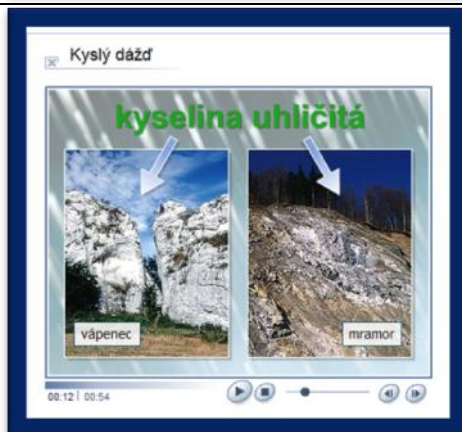 Kyslý dážď
kyselina uhličitá
vápenec
mramor
00:12 | 00:54